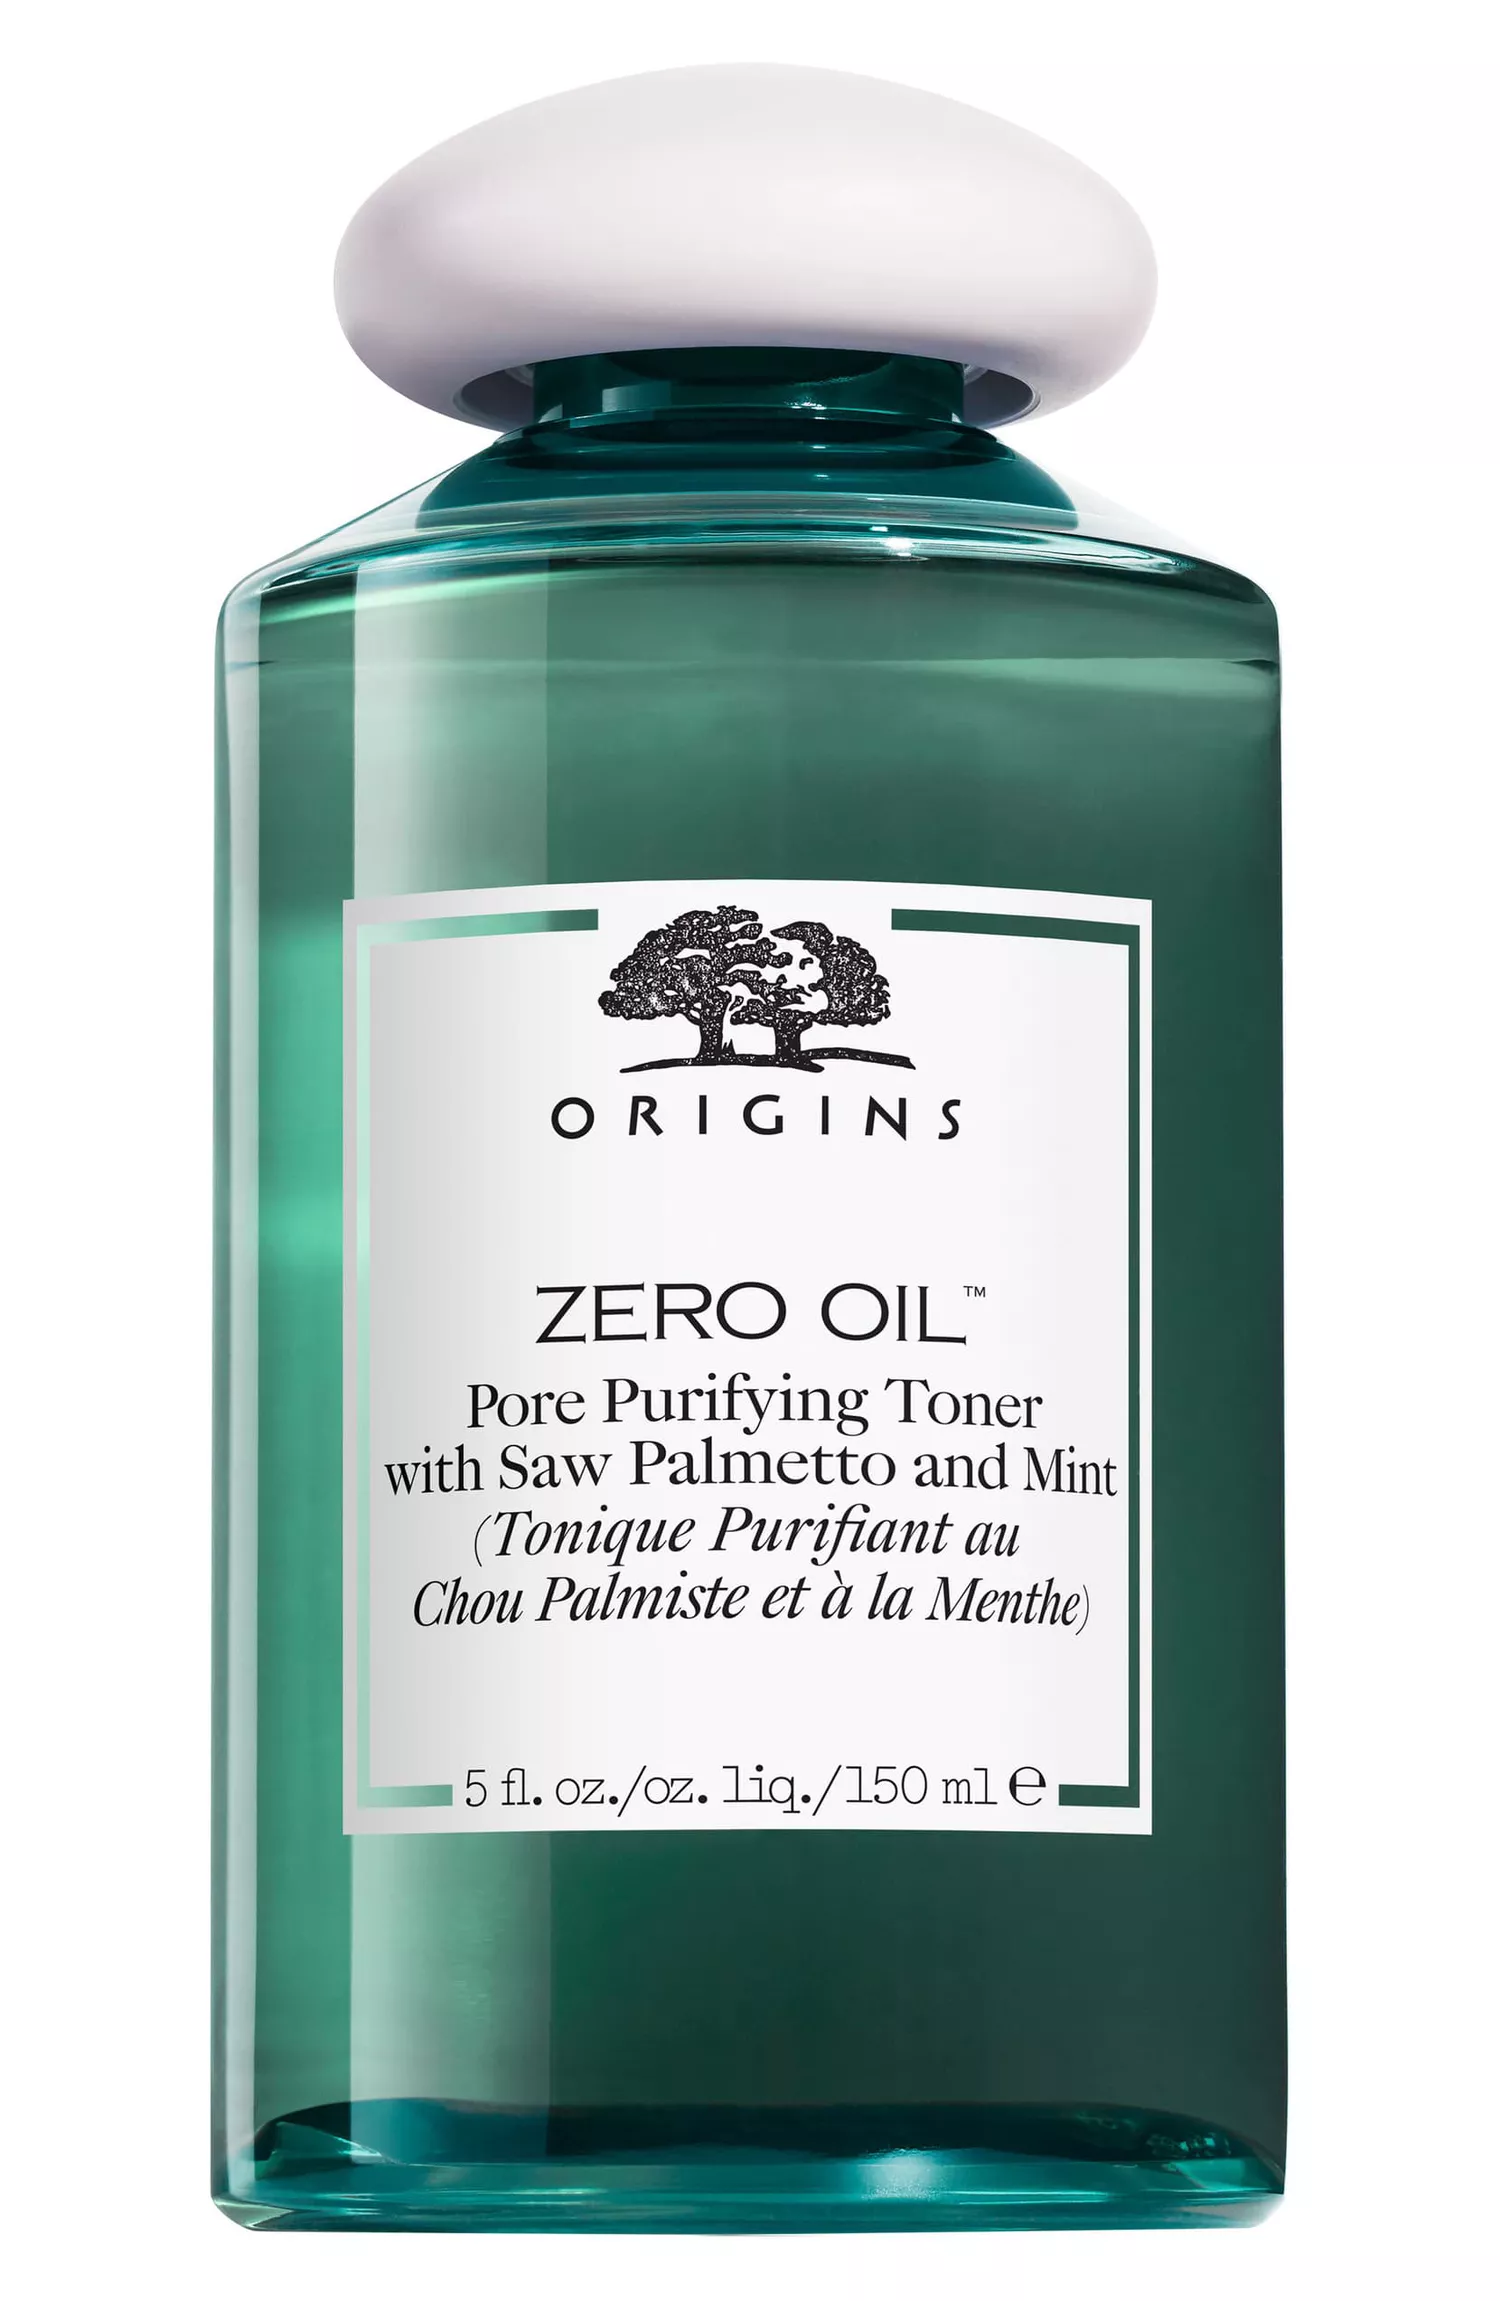 ORIGINS
ZERO OIL™
Pore Purifying Toner
with Saw Palmetto and Mint
(Tonique Purifiant au
Chou Palmiste et à la Menthe)
5 fl. oz./oz. liq./150 ml ℮